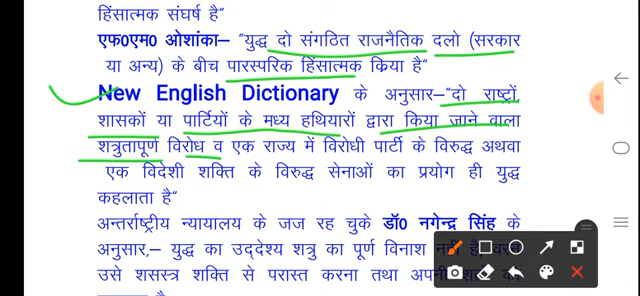 हिंसात्मक संघर्ष है"
एफ0एम0 ओशांका– "युद्ध दो संगठित राजनैतिक दलो (सरकार
या अन्य) के बीच पारस्परिक हिंसात्मक क्रिया है"
New English Dictionary के अनुसार–"दो राष्ट्रों,
शासकों या पार्टियों के मध्य हथियारों द्वारा किया जाने वाला
शत्रुतापूर्ण विरोध व एक राज्य में विरोधी पार्टी के विरुद्ध अथवा
एक विदेशी शक्ति के विरुद्ध सेनाओं का प्रयोग ही युद्ध
कहलाता है"
अन्तर्राष्ट्रीय न्यायालय के जज रह चुके डॉ0 नगेन्द्र सिंह के
अनुसार,– युद्ध का उद्देश्य शत्रु का पूर्ण विनाश
उसे शसस्त्र शक्ति से परास्त करना तथा